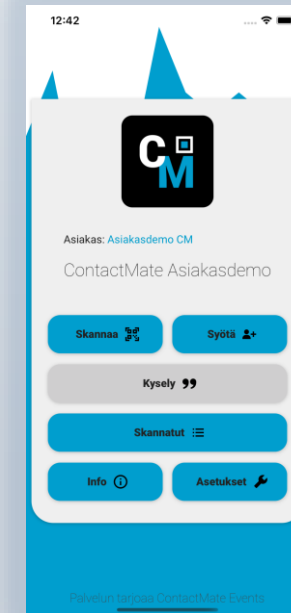 12:42
CM
Asiakas: Asiakasdemo CM
ContactMate Asiakasdemo
Skannaa
Syötä
Kysely
Skannatut
Info
Asetukset
Palvelun tarjoaa ContactMate Events